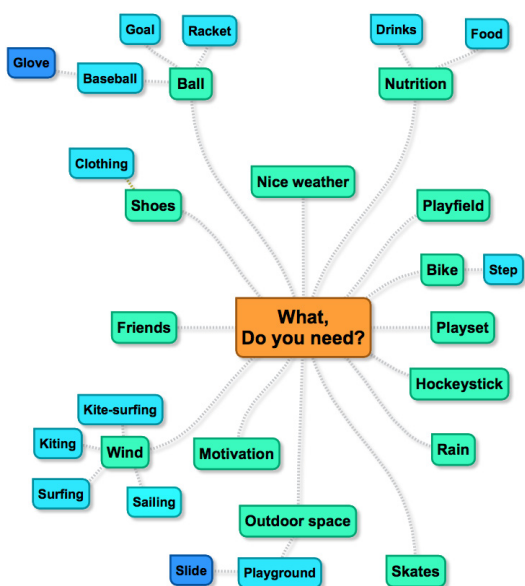 Goal
Racket
Drinks
Food
Glove
Baseball
Ball
Nutrition
Clothing
Nice weather
Shoes
Playfield
Bike
Step
What,
Do you need?
Friends
Playset
Hockeystick
Kite-surfing
Kiting
Wind
Motivation
Rain
Surfing
Sailing
Outdoor space
Slide
Playground
Skates